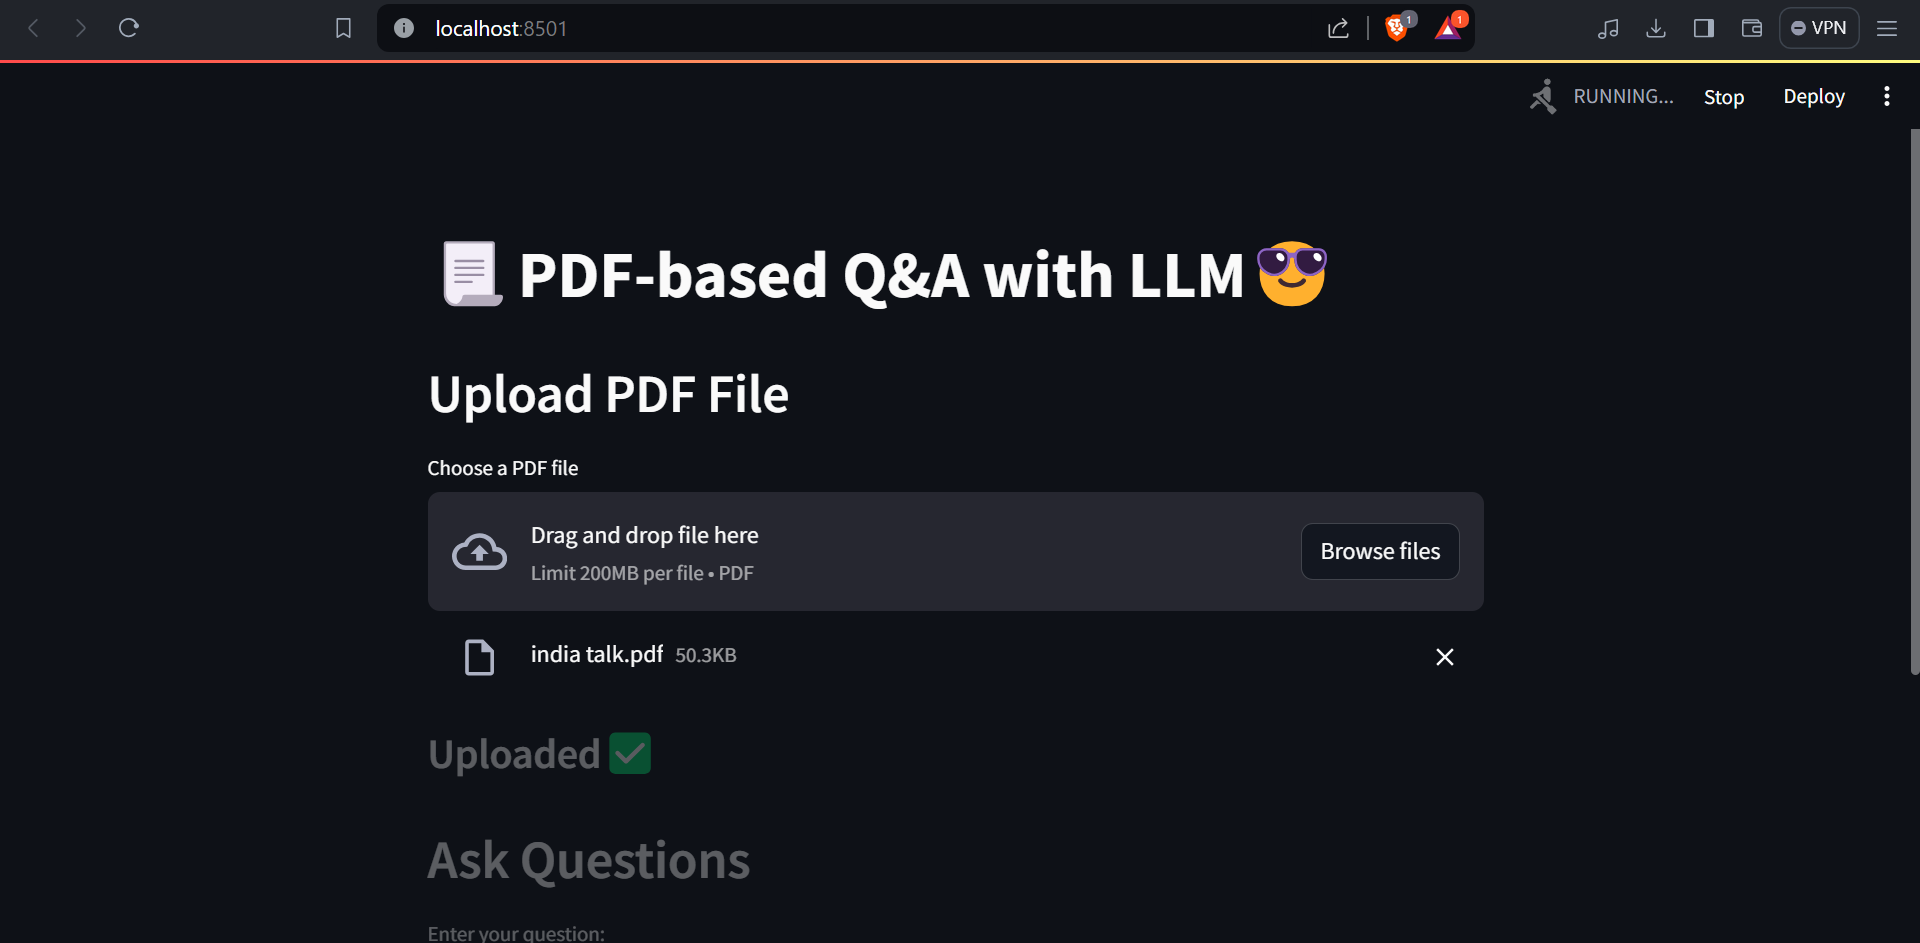 localhost:8501
1
1
VPN
RUNNING...
Stop
Deploy
PDF-based Q&A with LLM
Upload PDF File
Choose a PDF file
Drag and drop file here
Limit 200MB per file • PDF
Browse files
india talk.pdf 50.3KB
Uploaded
Ask Questions
Enter your question: